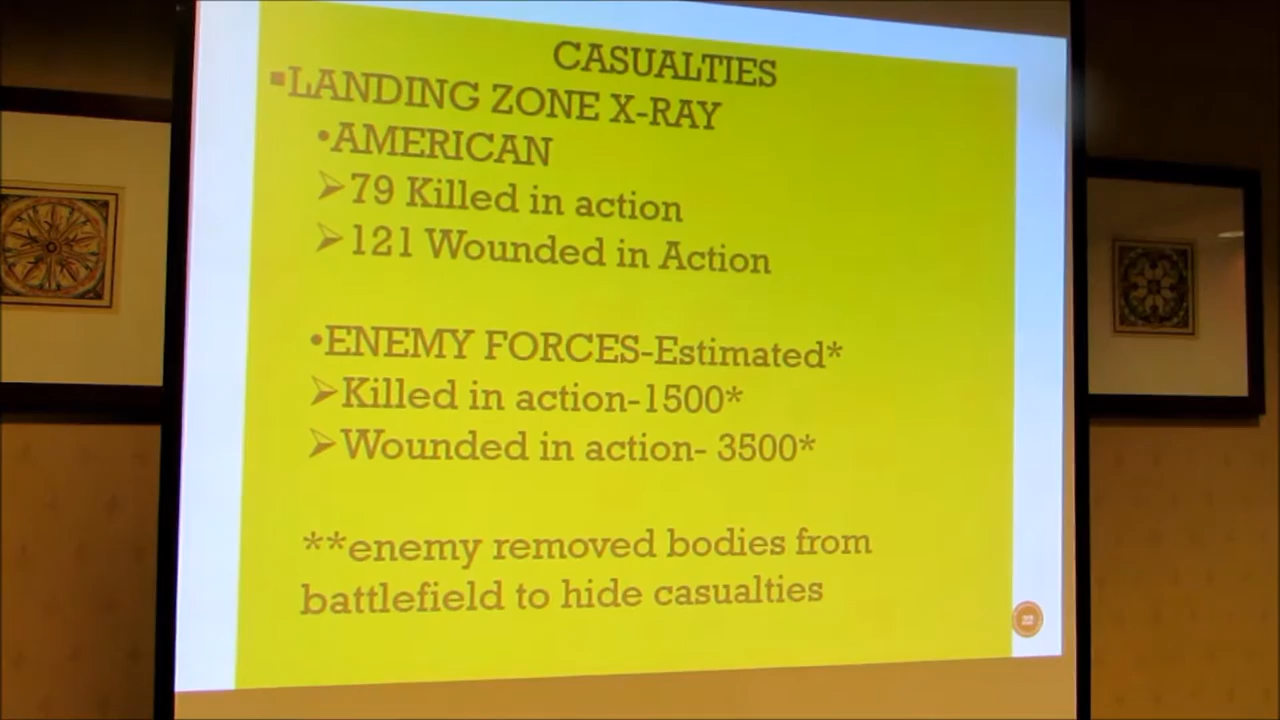 CASUALTIES
▪LANDING ZONE X-RAY
•AMERICAN
➢79 Killed in action
➢121 Wounded in Action
•ENEMY FORCES-Estimated*
➢Killed in action-1500*
➢Wounded in action- 3500*
**enemy removed bodies from
battlefield to hide casualties